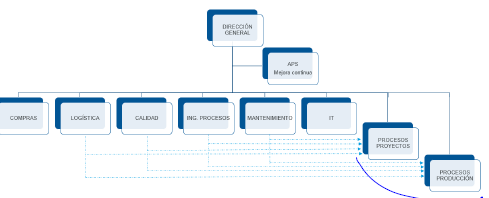 DIRECCIÓN
GENERAL
APS
Mejora continua
COMPRAS
LOGÍSTICA
CALIDAD
ING. PROCESOS
MANTENIMIENTO
IT
PROCESOS
PROYECTOS
PROCESOS
PRODUCCIÓN